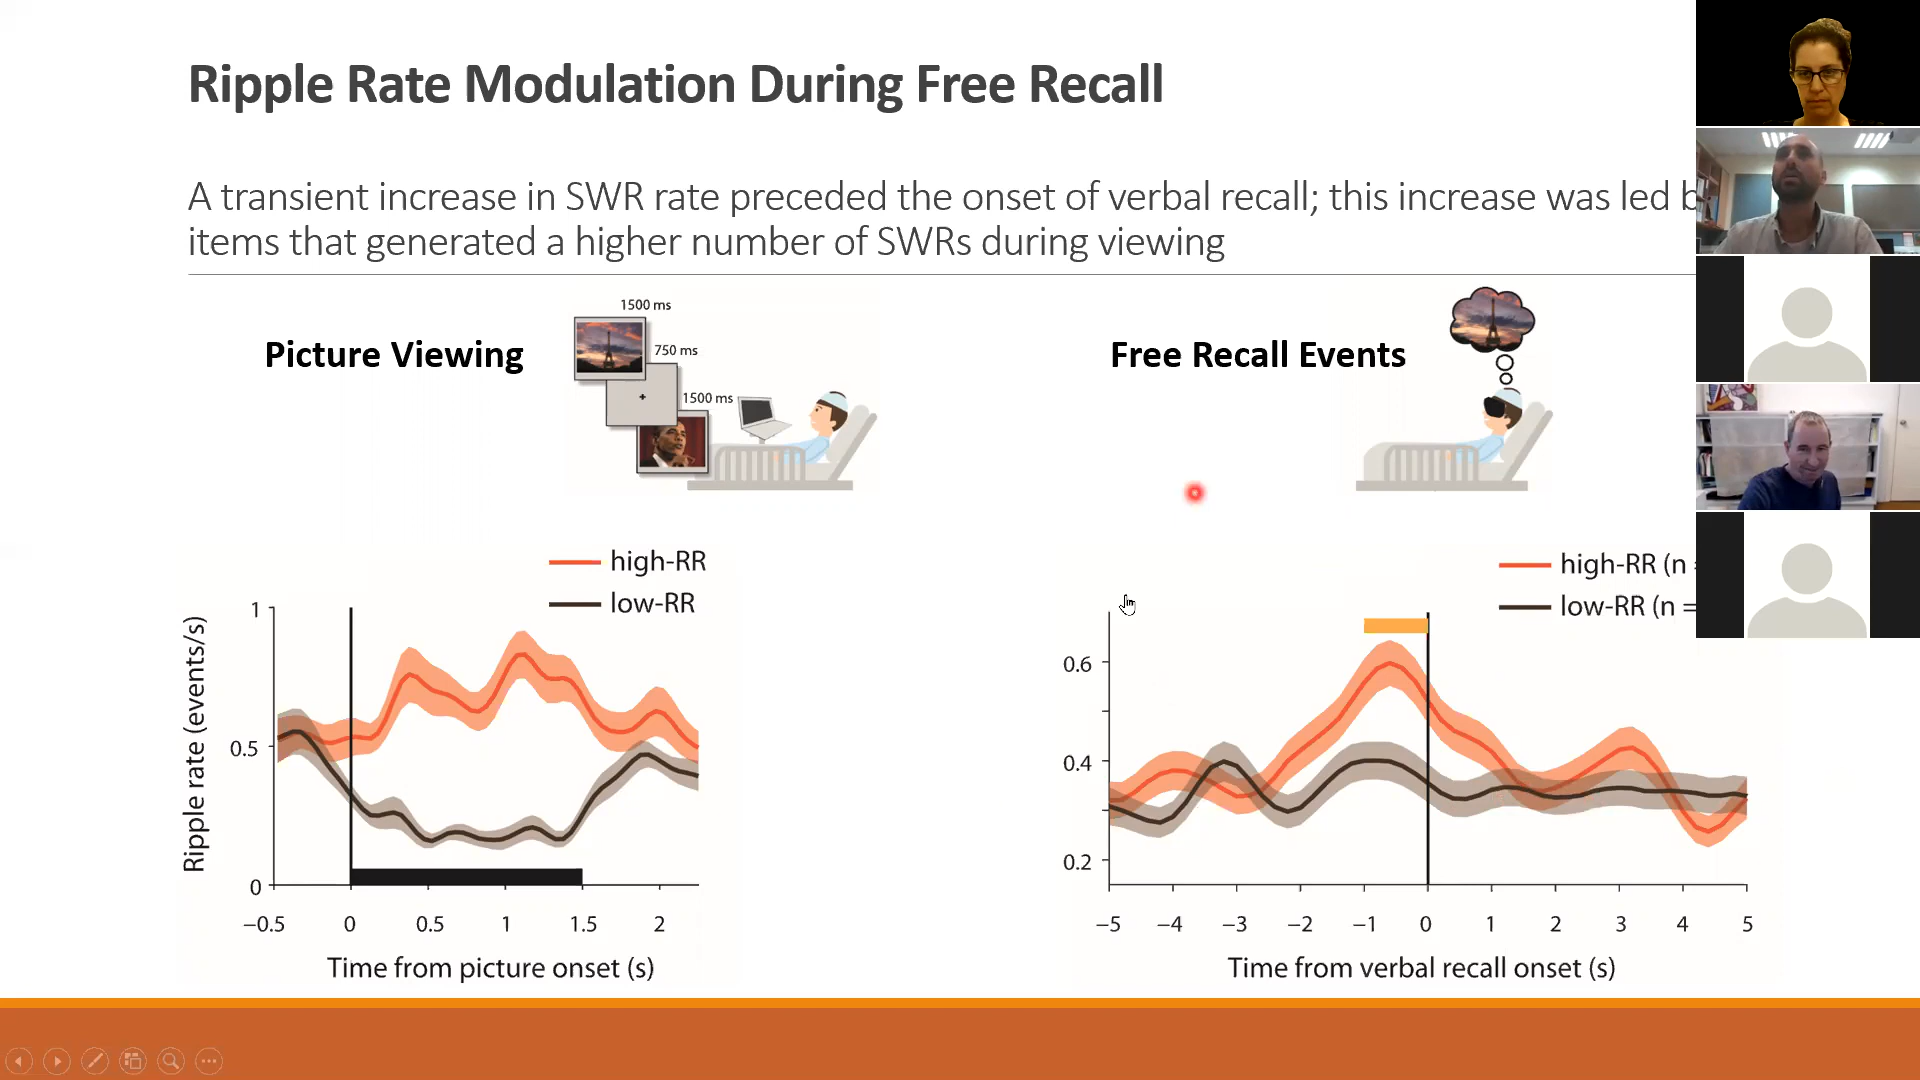 Ripple Rate Modulation During Free Recall
A transient increase in SWR rate preceded the onset of verbal recall; this increase was led
items that generated a higher number of SWRs during viewing
Picture Viewing
1500 ms
750 ms
1500 ms
+
Free Recall Events
high-RR
low-RR
Ripple rate (events/s)
1
0.5
0
−0.5 0 0.5 1 1.5 2
Time from picture onset (s)
high-RR (n
low-RR (n =
0.6
0.4
0.2
−5 −4 −3 −2 −1 0 1 2 3 4 5
Time from verbal recall onset (s)